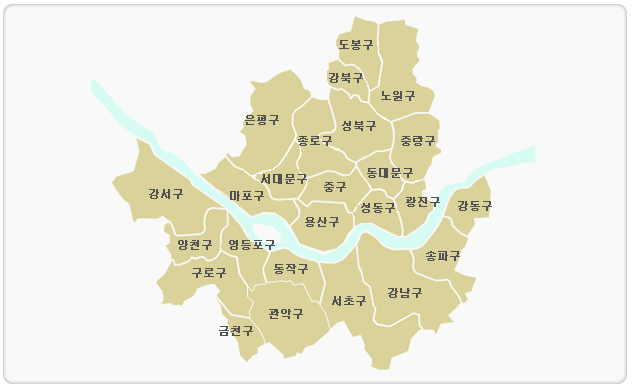 도봉구
강북구
노원구
은평구
성북구
종로구
중랑구
동대문구
서대문구
중구
강서구
마포구
성동구
광진구
강동구
용산구
양천구
영등포구
송파구
동작구
구로구
강남구
서초구
관악구
금천구